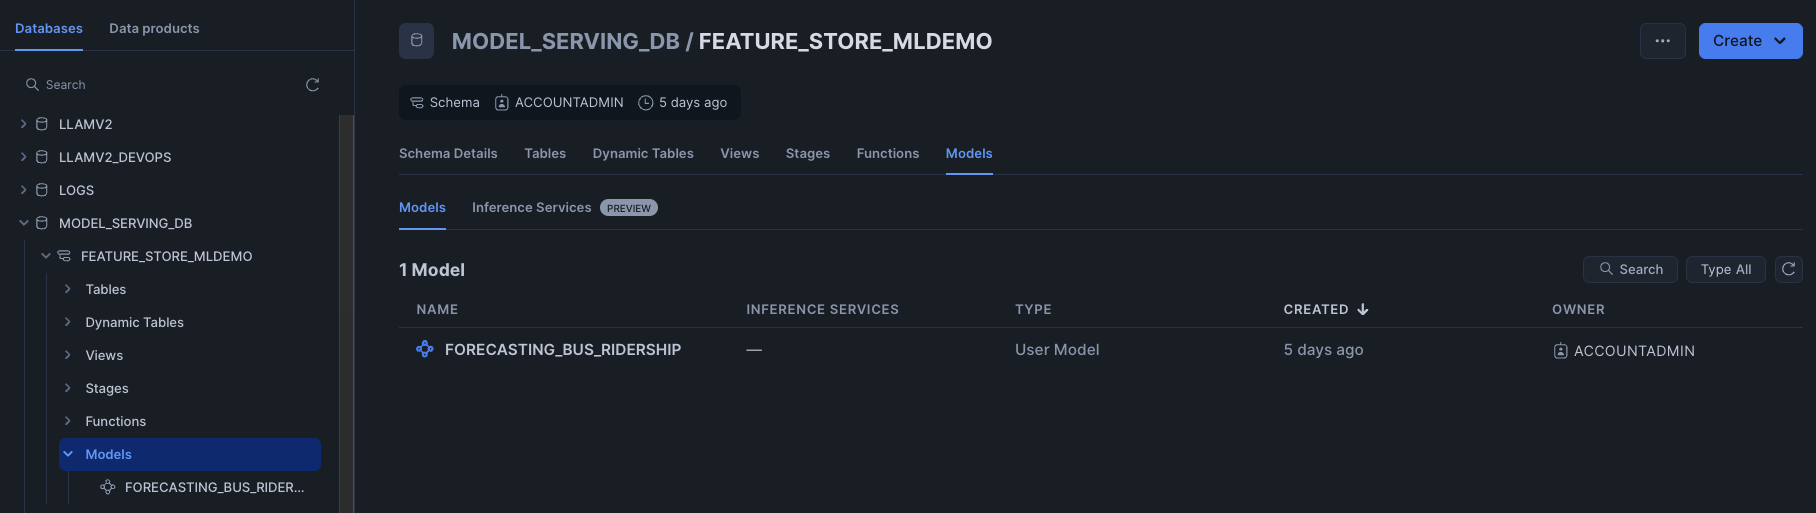 Databases
Data products
Search
LLAMV2
LLAMV2_DEVOPS
LOGS
MODEL_SERVING_DB
FEATURE_STORE_MLDEMO
Tables
Dynamic Tables
Views
Stages
Functions
Models
FORECASTING_BUS_RIDER...
MODEL_SERVING_DB / FEATURE_STORE_MLDEMO
...
Create
Schema ACCOUNTADMIN 5 days ago
Schema Details Tables Dynamic Tables Views Stages Functions Models
Models Inference Services PREVIEW
1 Model
Search Type All
NAME INFERENCE SERVICES TYPE CREATED OWNER
FORECASTING_BUS_RIDERSHIP — User Model 5 days ago ACCOUNTADMIN